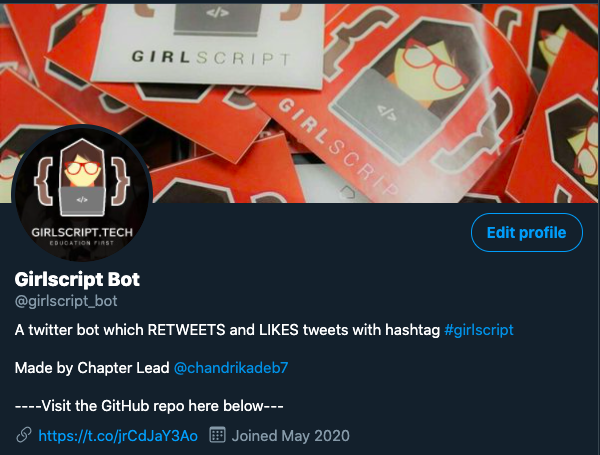 </>
GIRLSCRIPT
</>
GIRLSCRIPT
</>
GIRLSCRIPT.TECH
EDUCATION FIRST
Edit profile
Girlscript Bot
@girlscript_bot
A twitter bot which RETWEETS and LIKES tweets with hashtag #girlscript
Made by Chapter Lead @chandrikadeb7
----Visit the GitHub repo here below---
https://t.co/jrCdJaY3Ao Joined May 2020